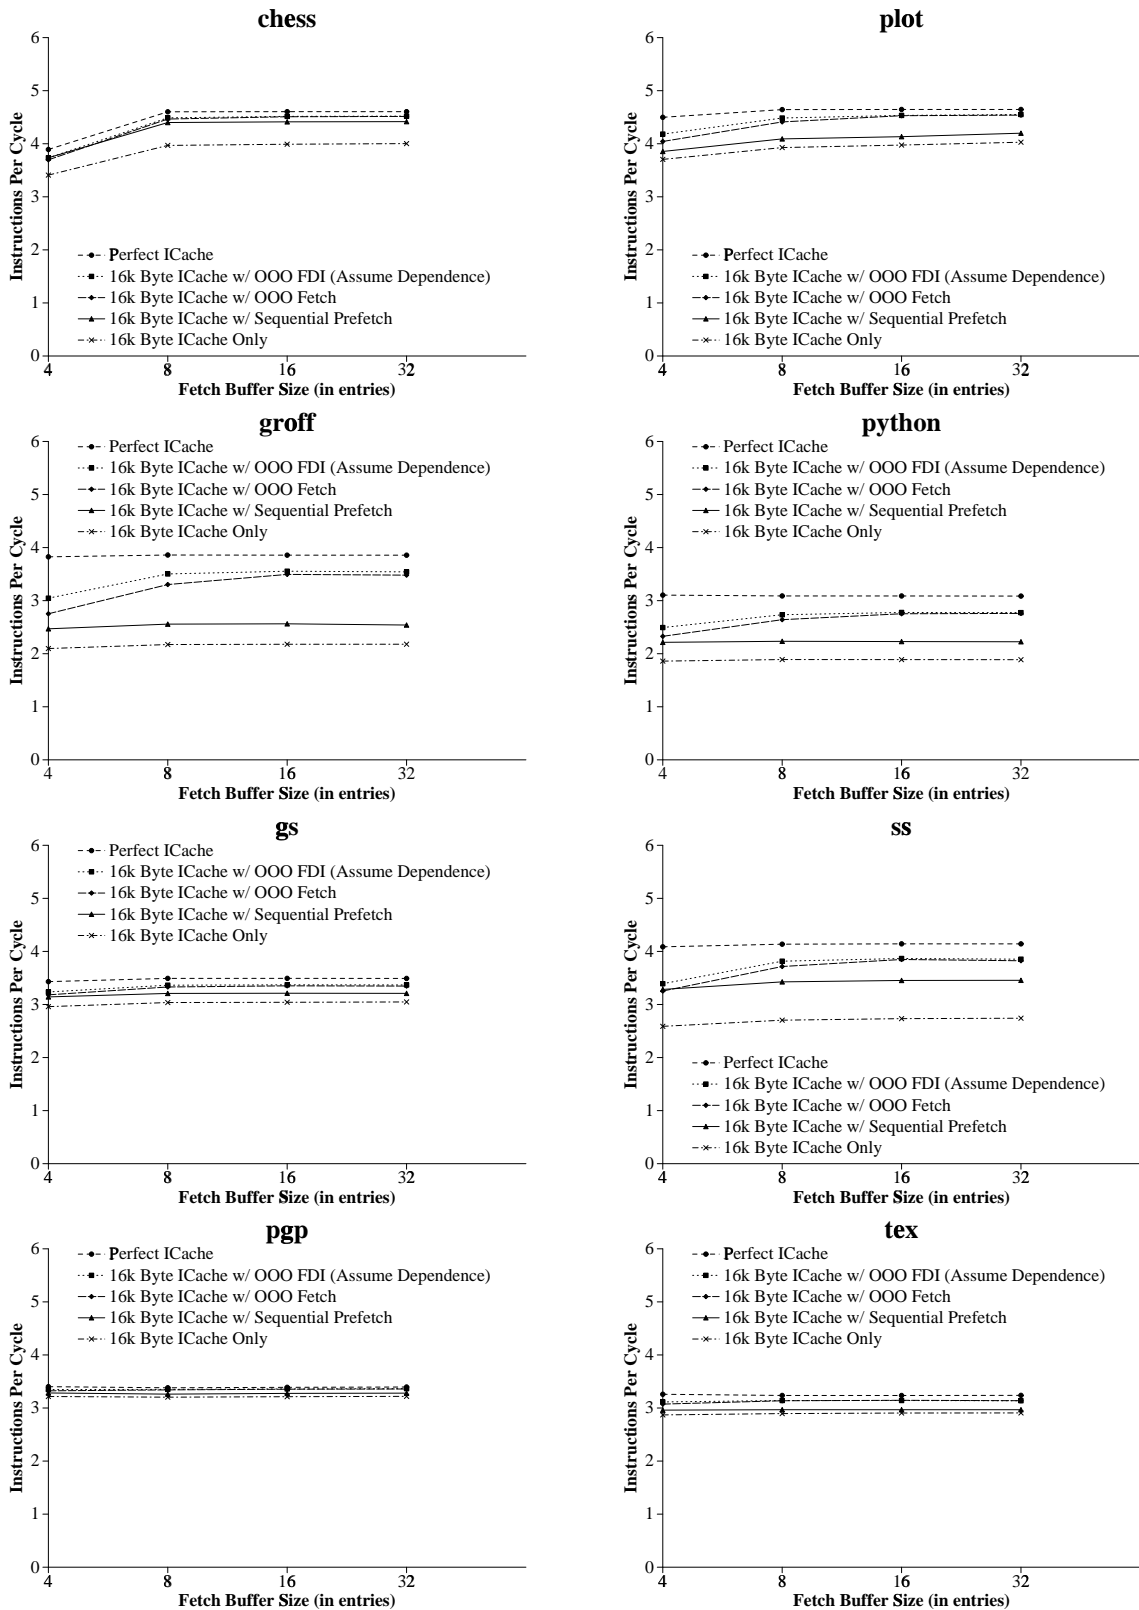 chess
Instructions Per Cycle
6
5
4
3
2
1
0
Perfect ICache
16k Byte ICache w/ OOO FDI (Assume Dependence)
16k Byte ICache w/ OOO Fetch
16k Byte ICache w/ Sequential Prefetch
16k Byte ICache Only
4 8 16 32
Fetch Buffer Size (in entries)
plot
Instructions Per Cycle
6
5
4
3
2
1
0
Perfect ICache
16k Byte ICache w/ OOO FDI (Assume Dependence)
16k Byte ICache w/ OOO Fetch
16k Byte ICache w/ Sequential Prefetch
16k Byte ICache Only
4 8 16 32
Fetch Buffer Size (in entries)
groff
Instructions Per Cycle
6
5
4
3
2
1
0
Perfect ICache
16k Byte ICache w/ OOO FDI (Assume Dependence)
16k Byte ICache w/ OOO Fetch
16k Byte ICache w/ Sequential Prefetch
16k Byte ICache Only
4 8 16 32
Fetch Buffer Size (in entries)
python
Instructions Per Cycle
6
5
4
3
2
1
0
Perfect ICache
16k Byte ICache w/ OOO FDI (Assume Dependence)
16k Byte ICache w/ OOO Fetch
16k Byte ICache w/ Sequential Prefetch
16k Byte ICache Only
4 8 16 32
Fetch Buffer Size (in entries)
gs
Instructions Per Cycle
6
5
4
3
2
1
0
Perfect ICache
16k Byte ICache w/ OOO FDI (Assume Dependence)
16k Byte ICache w/ OOO Fetch
16k Byte ICache w/ Sequential Prefetch
16k Byte ICache Only
4 8 16 32
Fetch Buffer Size (in entries)
ss
Instructions Per Cycle
6
5
4
3
2
1
0
Perfect ICache
16k Byte ICache w/ OOO FDI (Assume Dependence)
16k Byte ICache w/ OOO Fetch
16k Byte ICache w/ Sequential Prefetch
16k Byte ICache Only
4 8 16 32
Fetch Buffer Size (in entries)
pgp
Instructions Per Cycle
6
5
4
3
2
1
0
Perfect ICache
16k Byte ICache w/ OOO FDI (Assume Dependence)
16k Byte ICache w/ OOO Fetch
16k Byte ICache w/ Sequential Prefetch
16k Byte ICache Only
4 8 16 32
Fetch Buffer Size (in entries)
tex
Instructions Per Cycle
6
5
4
3
2
1
0
Perfect ICache
16k Byte ICache w/ OOO FDI (Assume Dependence)
16k Byte ICache w/ OOO Fetch
16k Byte ICache w/ Sequential Prefetch
16k Byte ICache Only
4 8 16 32
Fetch Buffer Size (in entries)